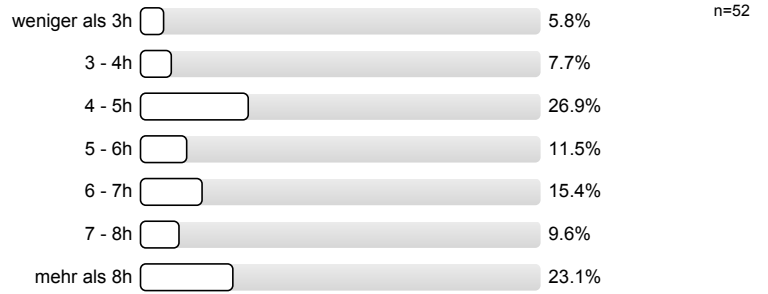 weniger als 3h 5.8% n=52
3 - 4h 7.7%
4 - 5h 26.9%
5 - 6h 11.5%
6 - 7h 15.4%
7 - 8h 9.6%
mehr als 8h 23.1%